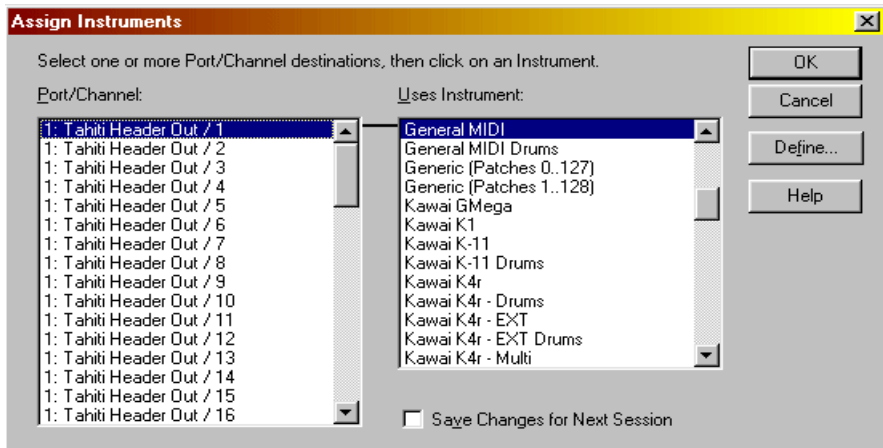 Assign Instruments
Select one or more Port/Channel destinations, then click on an Instrument.
Port/Channel:
1: Tahiti Header Out / 1
1: Tahiti Header Out / 2
1: Tahiti Header Out / 3
1: Tahiti Header Out / 4
1: Tahiti Header Out / 5
1: Tahiti Header Out / 6
1: Tahiti Header Out / 7
1: Tahiti Header Out / 8
1: Tahiti Header Out / 9
1: Tahiti Header Out / 10
1: Tahiti Header Out / 11
1: Tahiti Header Out / 12
1: Tahiti Header Out / 13
1: Tahiti Header Out / 14
1: Tahiti Header Out / 15
1: Tahiti Header Out / 16
Uses Instrument:
General MIDI
General MIDI Drums
Generic (Patches 0..127)
Generic (Patches 1..128)
Kawai GMega
Kawai K1
Kawai K-11
Kawai K-11 Drums
Kawai K4r
Kawai K4r - Drums
Kawai K4r - EXT
Kawai K4r - EXT Drums
Kawai K4r - Multi
Save Changes for Next Session
OK
Cancel
Define...
Help